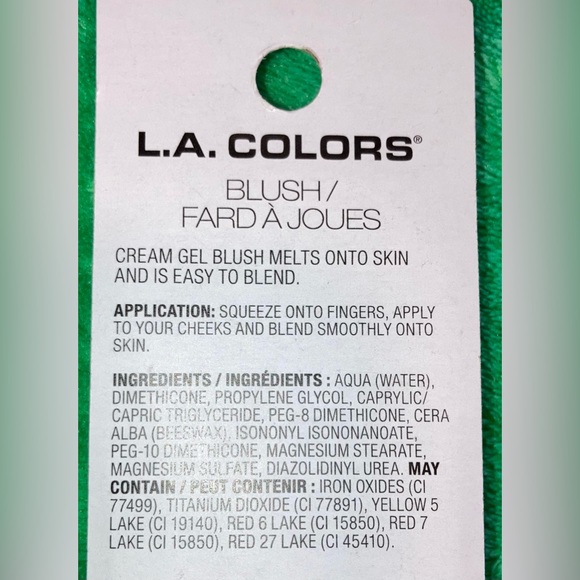 L.A. COLORS®
BLUSH /
FARD À JOUES
CREAM GEL BLUSH MELTS ONTO SKIN
AND IS EASY TO BLEND.
APPLICATION: SQUEEZE ONTO FINGERS, APPLY
TO YOUR CHEEKS AND BLEND SMOOTHLY ONTO
SKIN.
INGREDIENTS / INGRÉDIENTS : AQUA (WATER),
DIMETHICONE, PROPYLENE GLYCOL, CAPRYLIC/
CAPRIC TRIGLYCERIDE, PEG-8 DIMETHICONE, CERA
ALBA (BEESWAX), ISONONYL ISONONANOATE,
PEG-10 DIMETHICONE, MAGNESIUM STEARATE,
MAGNESIUM SULFATE, DIAZOLIDINYL UREA. MAY
CONTAIN / PEUT CONTENIR : IRON OXIDES (CI
77499), TITANIUM DIOXIDE (CI 77891), YELLOW 5
LAKE (CI 19140), RED 6 LAKE (CI 15850), RED 7
LAKE (CI 15850), RED 27 LAKE (CI 45410).